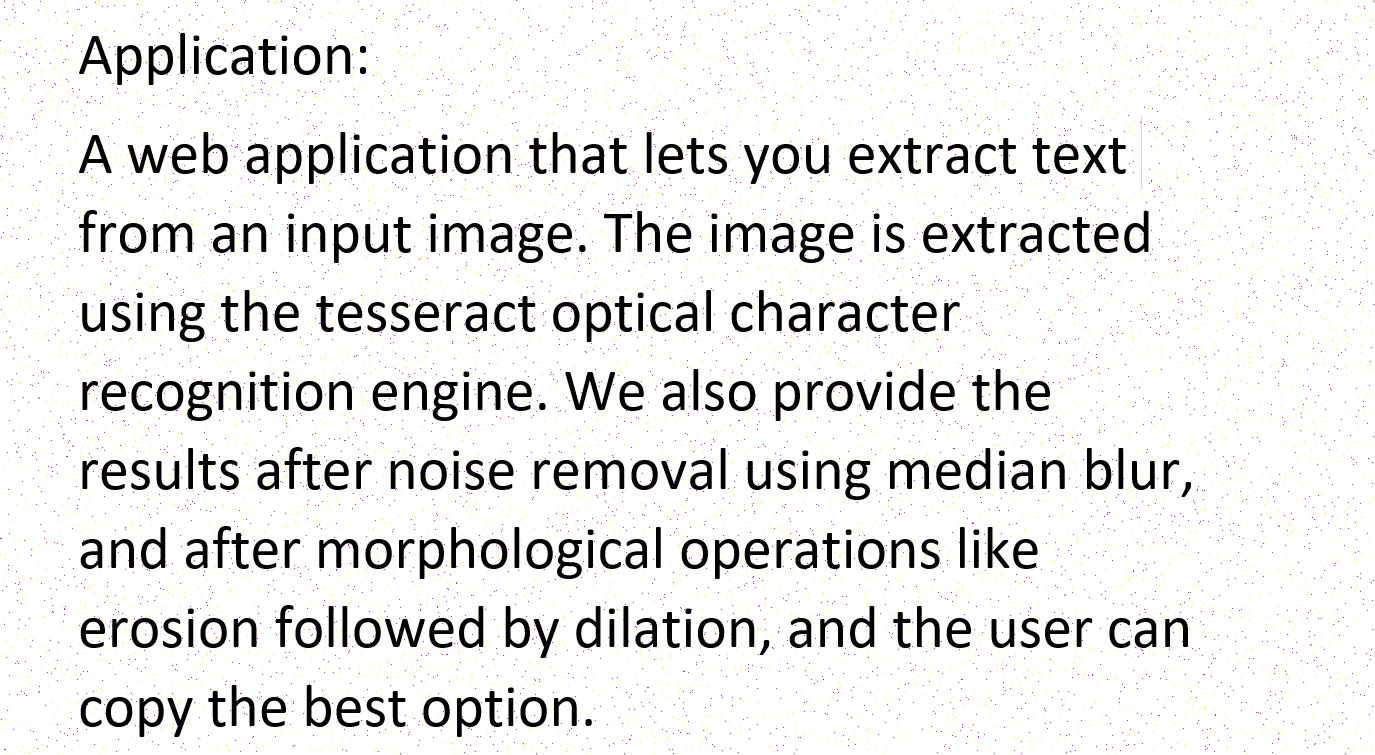 Application:
A web application that lets you extract text
from an input image. The image is extracted
using the tesseract optical character
recognition engine. We also provide the
results after noise removal using median blur,
and after morphological operations like
erosion followed by dilation, and the user can
copy the best option.